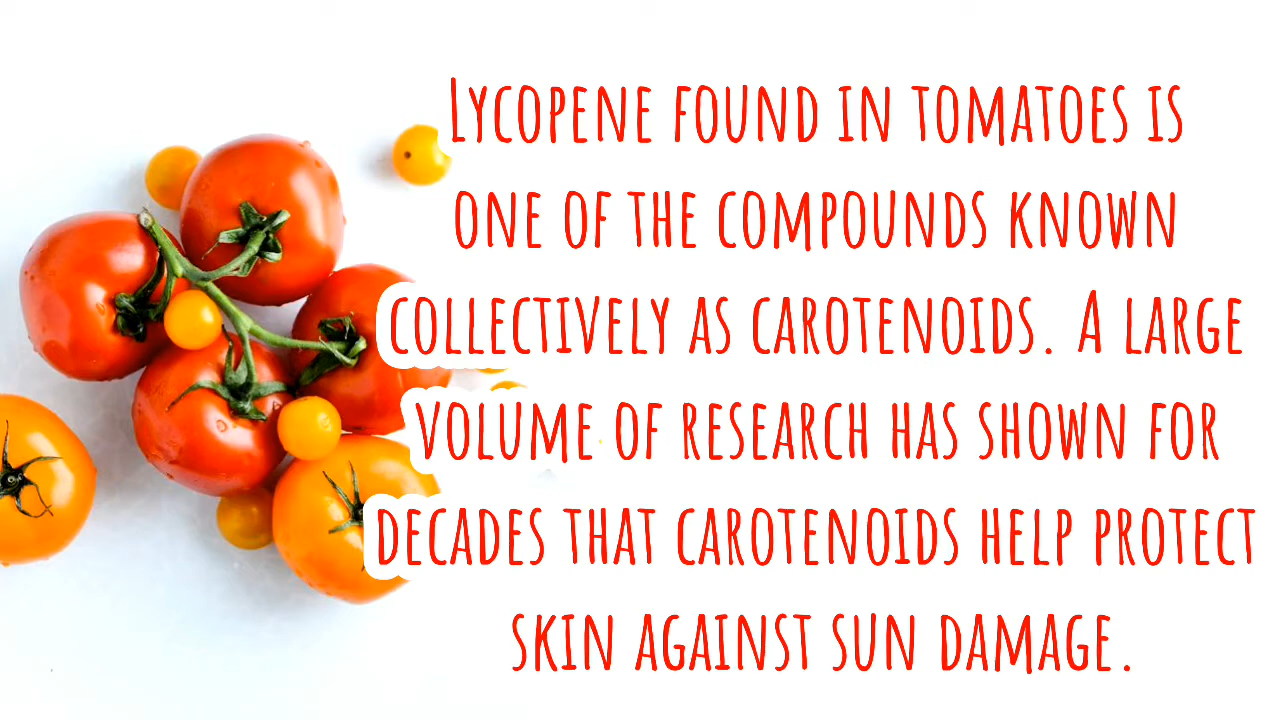 Lycopene found in tomatoes is
one of the compounds known
collectively as carotenoids. A large
volume of research has shown for
decades that carotenoids help protect
skin against sun damage.